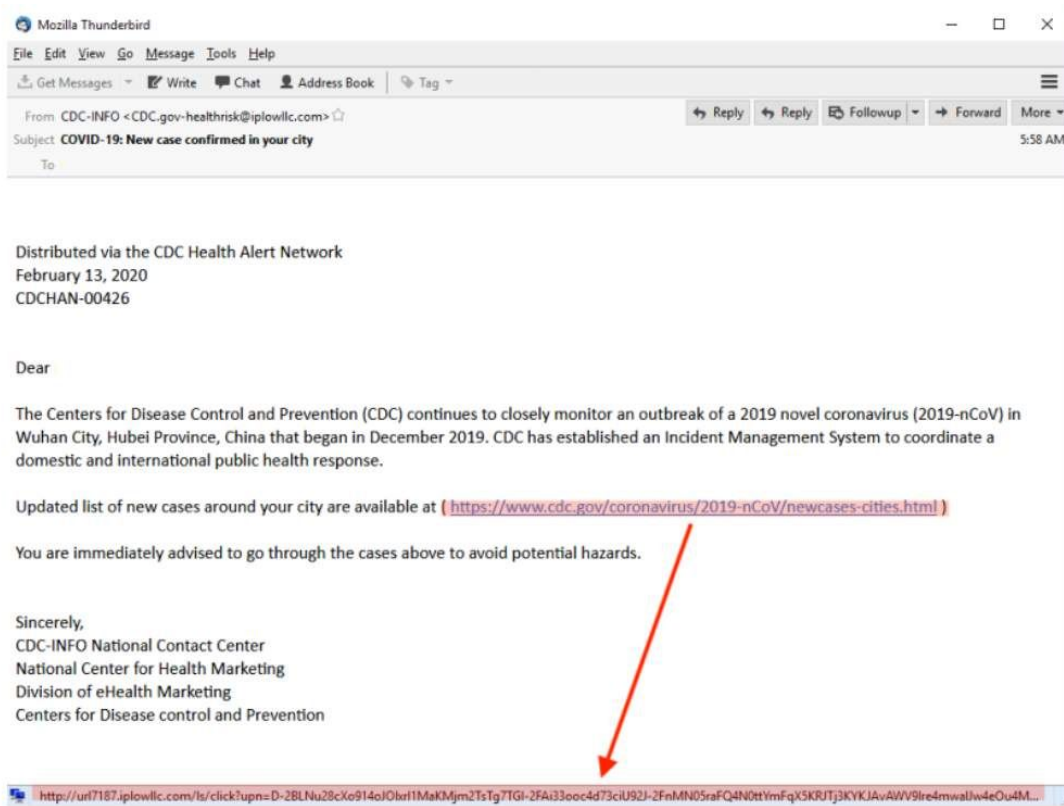 Mozilla Thunderbird
File Edit View Go Message Tools Help
Get Messages Write Chat Address Book Tag
From CDC-INFO <CDC.gov-healthrisk@iplowllc.com> Reply Reply Followup Forward More
Subject COVID-19: New case confirmed in your city 5:58 AM
To
Distributed via the CDC Health Alert Network
February 13, 2020
CDCHAN-00426
Dear
The Centers for Disease Control and Prevention (CDC) continues to closely monitor an outbreak of a 2019 novel coronavirus (2019-nCoV) in
Wuhan City, Hubei Province, China that began in December 2019. CDC has established an Incident Management System to coordinate a
domestic and international public health response.
Updated list of new cases around your city are available at ( https://www.cdc.gov/coronavirus/2019-nCoV/newcases-cities.html )
You are immediately advised to go through the cases above to avoid potential hazards.
Sincerely,
CDC-INFO National Contact Center
National Center for Health Marketing
Division of eHealth Marketing
Centers for Disease control and Prevention